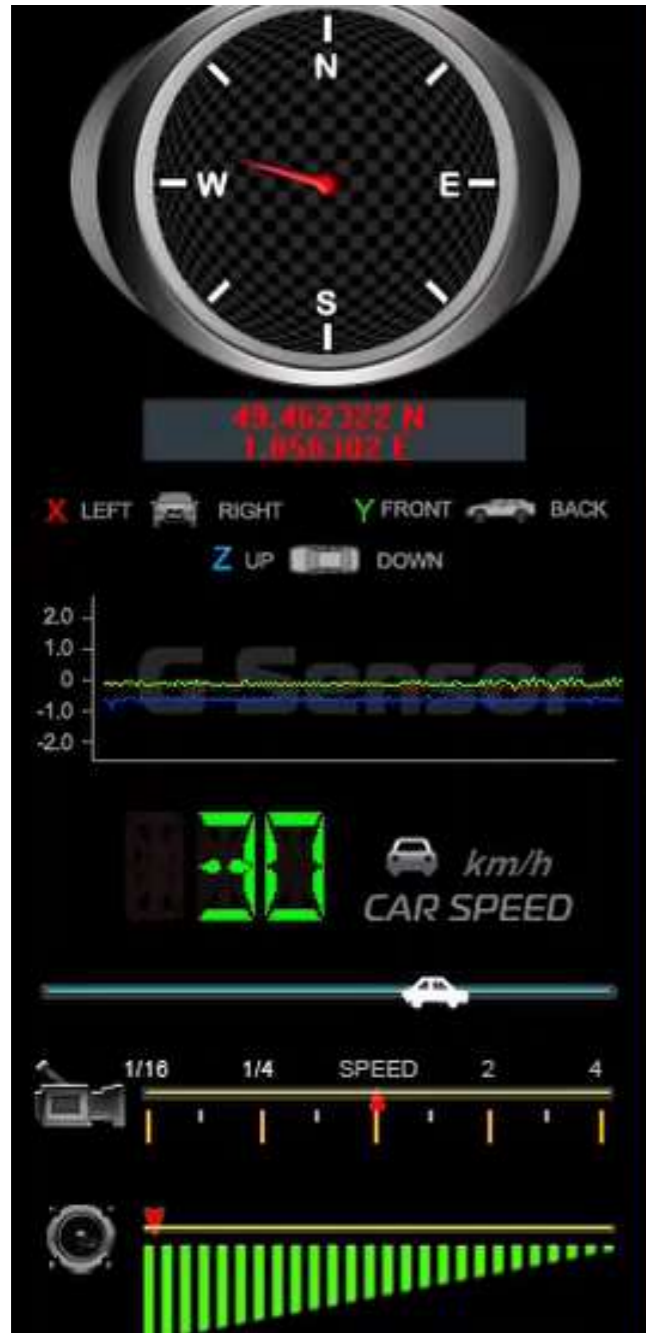 N
W E
S
49.462322 N
1.056302 E
X LEFT RIGHT Y FRONT BACK
Z UP DOWN
2.0
1.0
0
-1.0
-2.0
G Sensor
30 km/h
CAR SPEED
1/16 1/4 SPEED 2 4